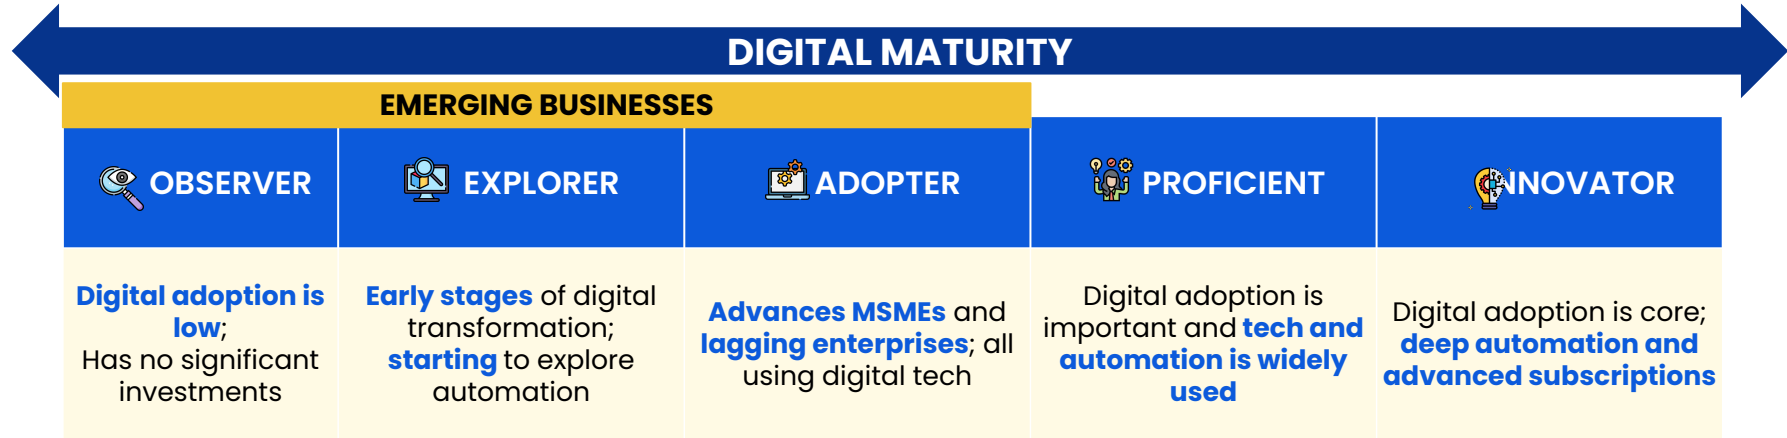 DIGITAL MATURITY
EMERGING BUSINESSES
OBSERVER
EXPLORER
ADOPTER
PROFICIENT
INNOVATOR
Digital adoption is
low;
Has no significant
investments
Early stages of digital
transformation;
starting to explore
automation
Advances MSMEs and
lagging enterprises; all
using digital tech
Digital adoption is
important and tech and
automation is widely
used
Digital adoption is core;
deep automation and
advanced subscriptions